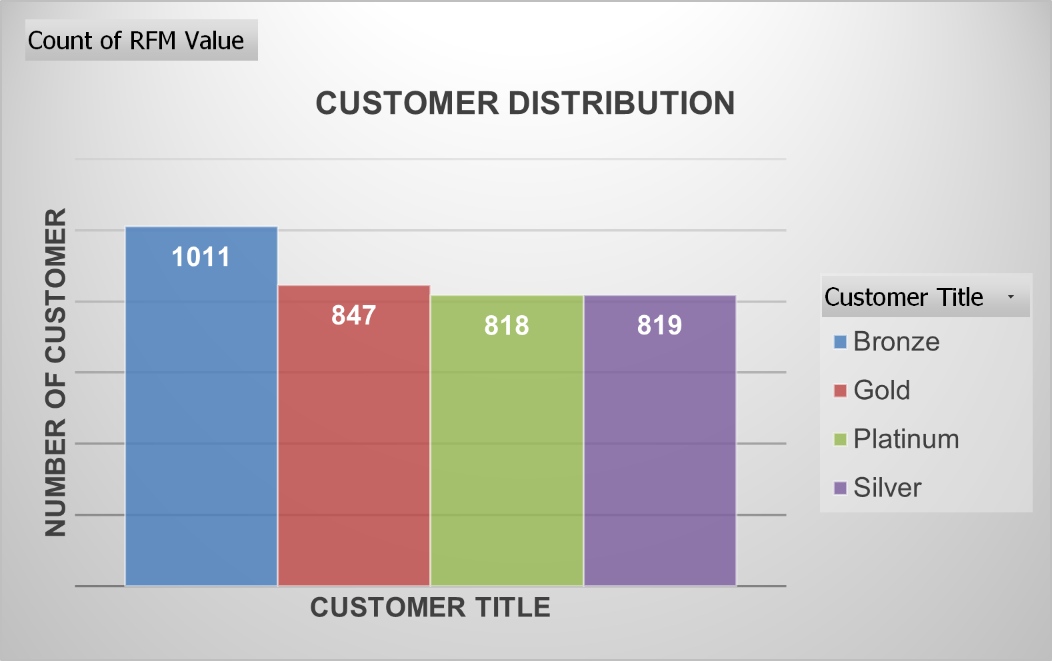 Count of RFM Value
CUSTOMER DISTRIBUTION
NUMBER OF CUSTOMER
1011
847
818
819
CUSTOMER TITLE
Customer Title
Bronze
Gold
Platinum
Silver